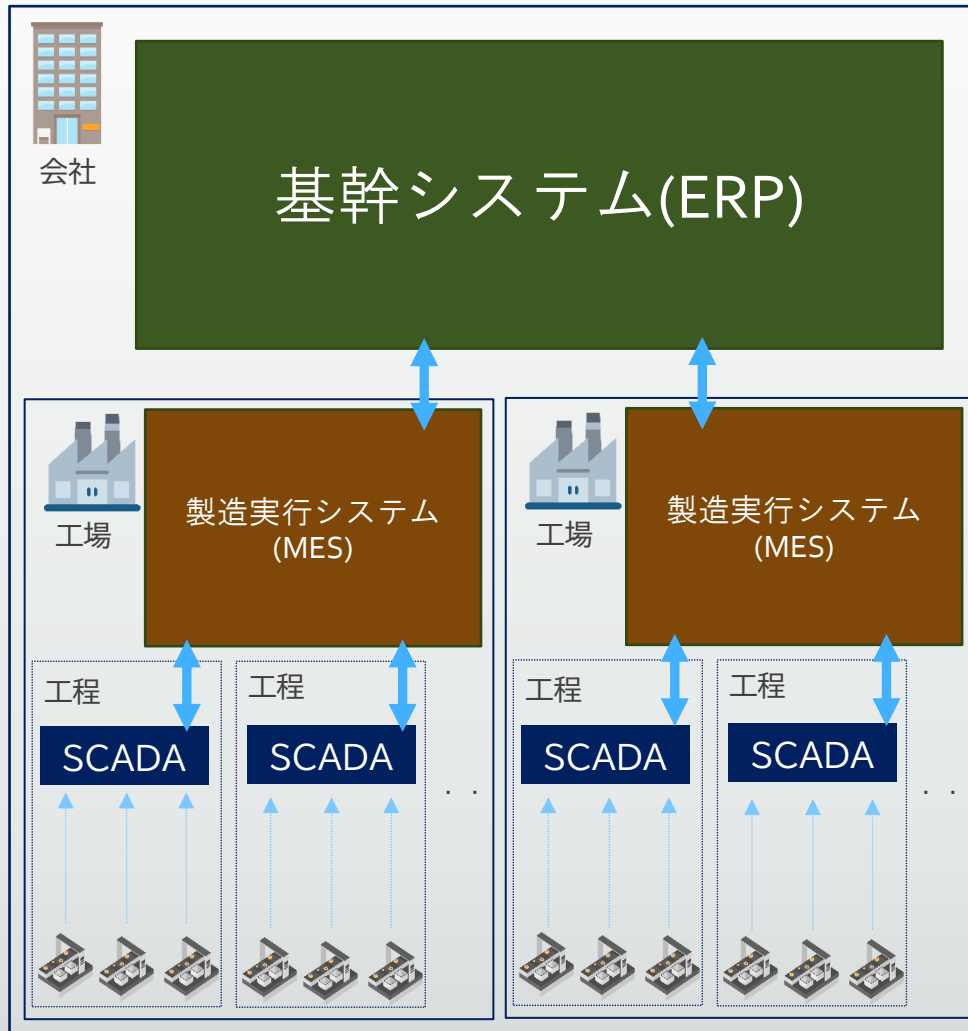 会社
基幹システム(ERP)
工場
製造実行システム
(MES)
工程
SCADA
工程
SCADA
. .
工場
製造実行システム
(MES)
工程
SCADA
工程
SCADA
. .